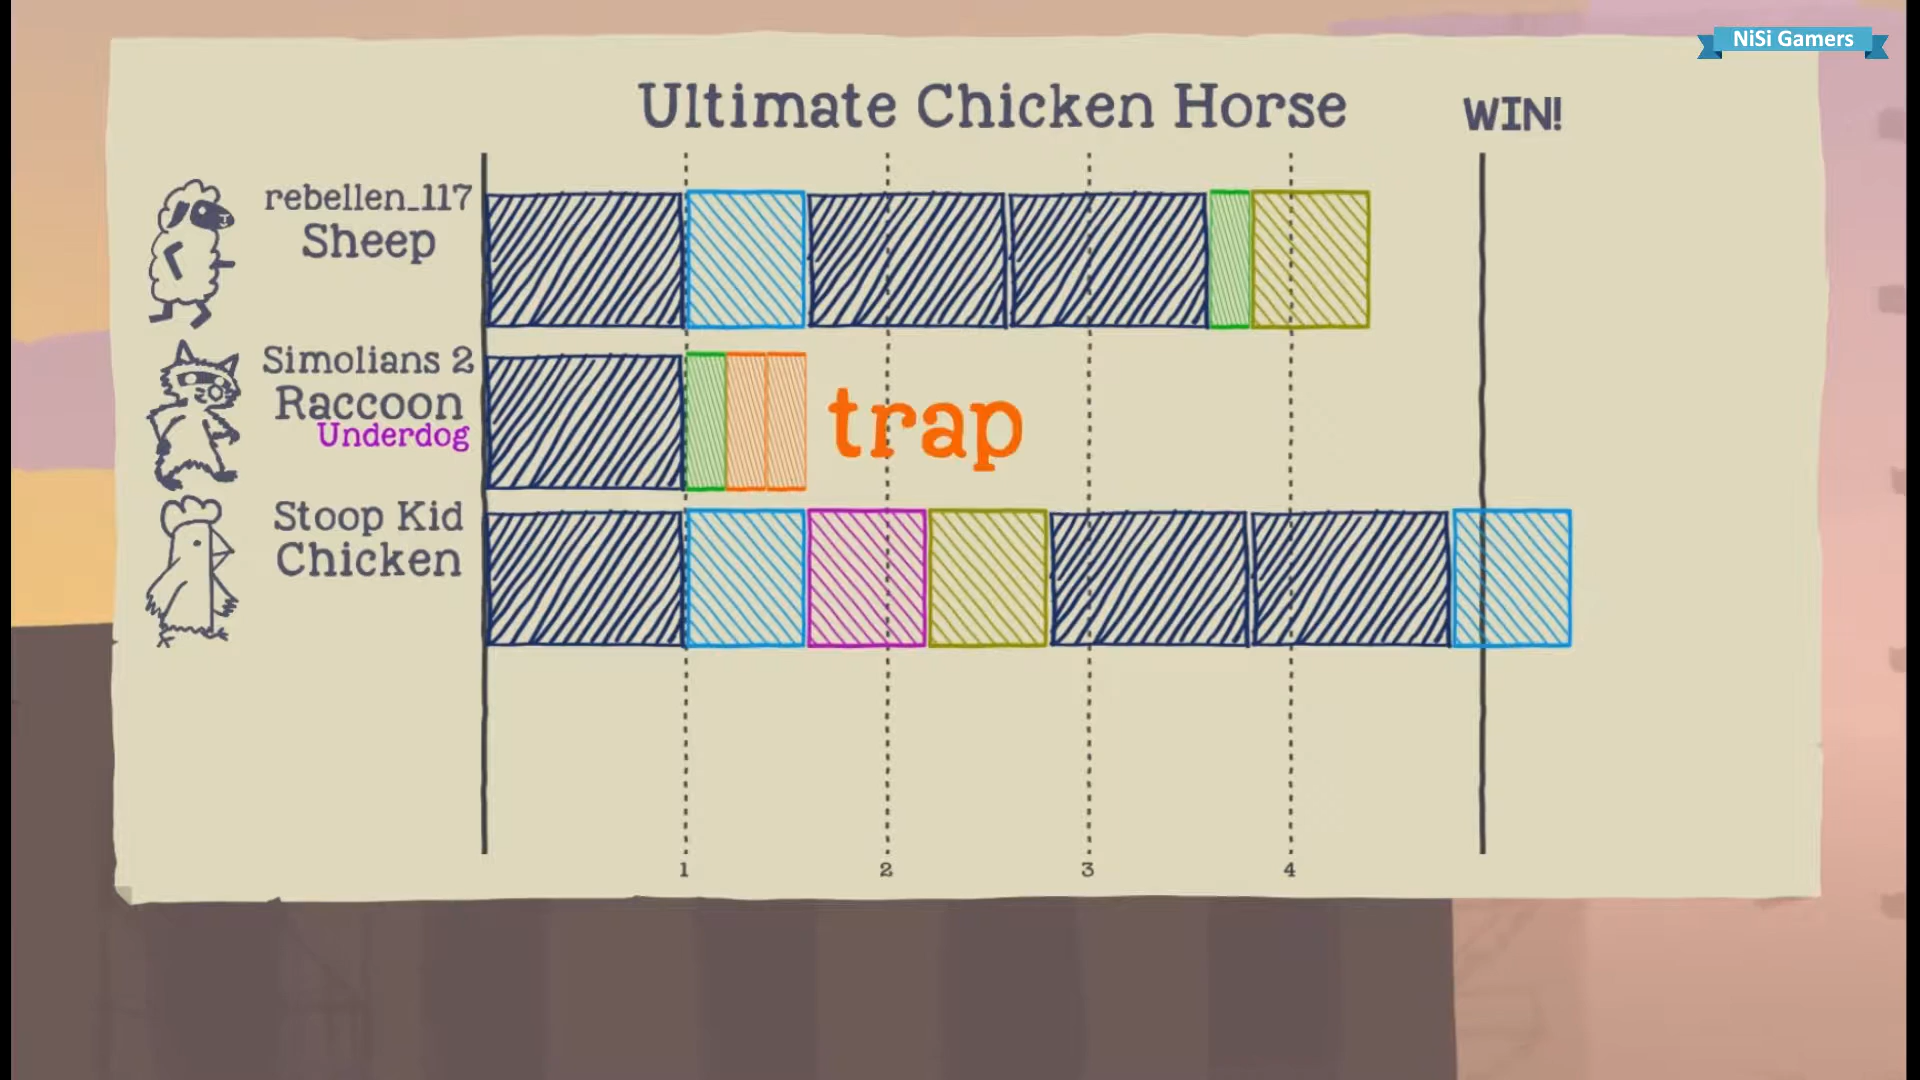 NiSi Gamers
Ultimate Chicken Horse
WIN!
rebellen_117
Sheep
Simolians 2
Raccoon
Underdog
trap
Stoop Kid
Chicken
1 2 3 4